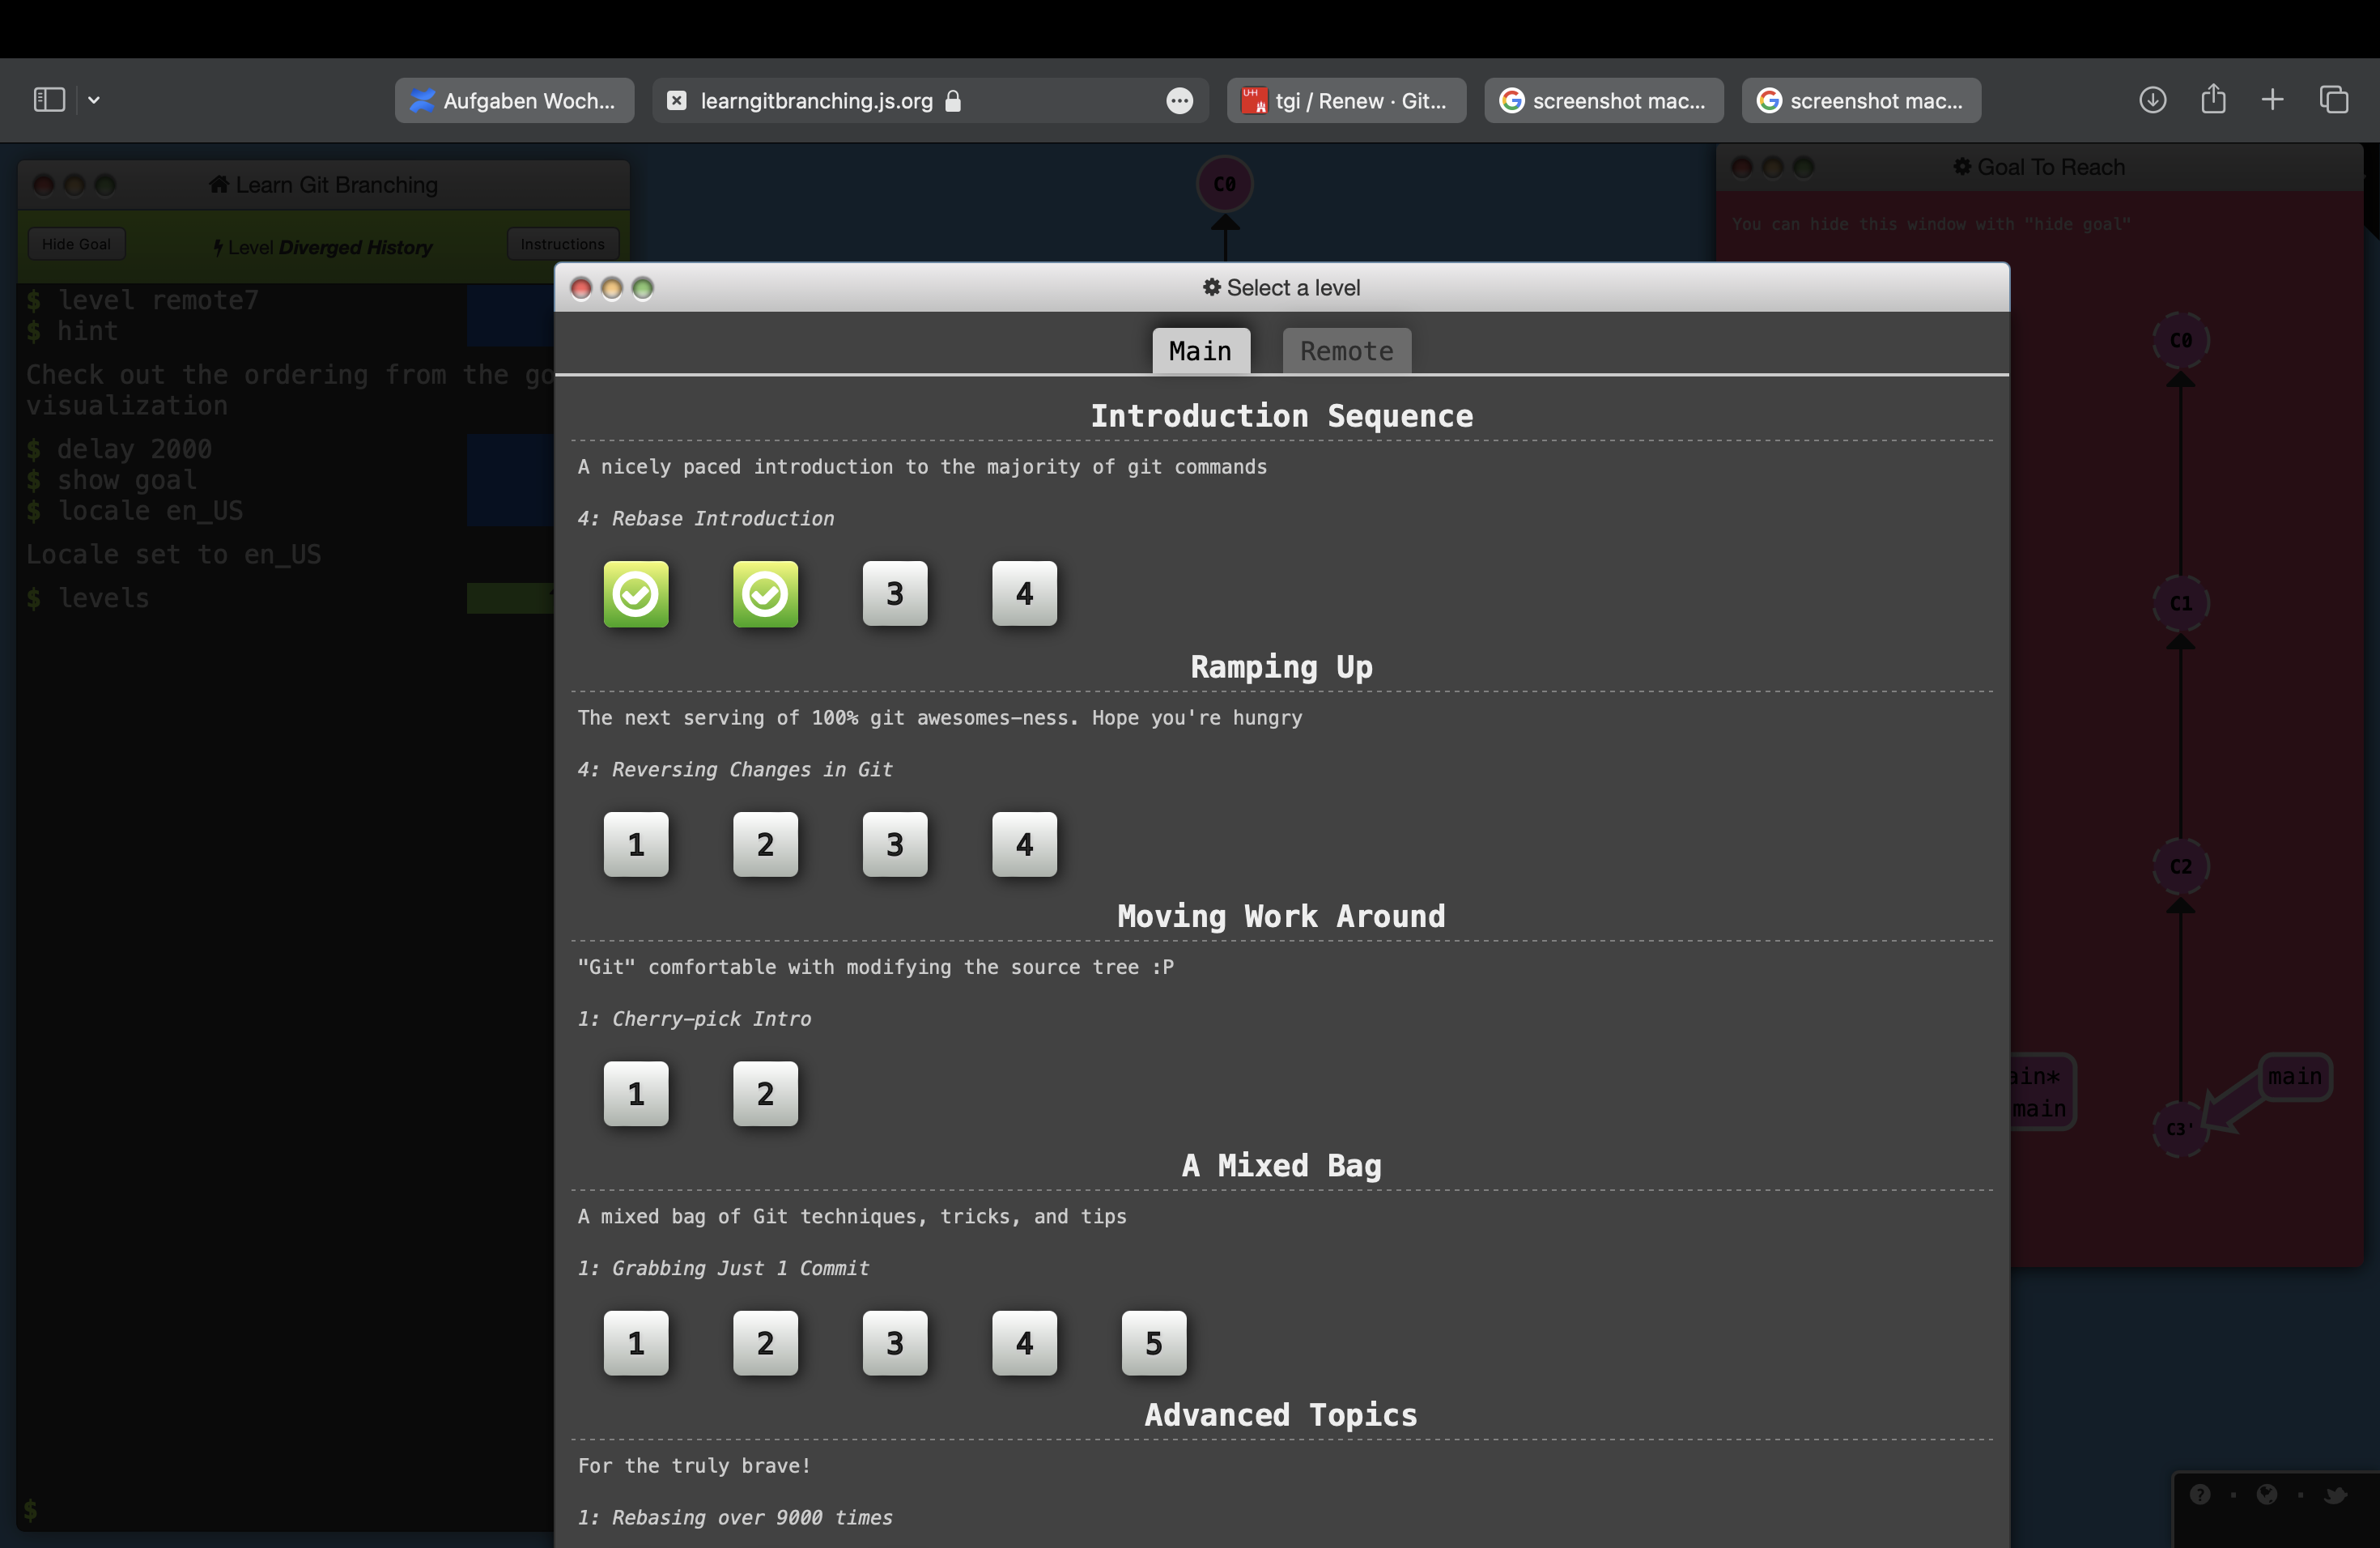 Aufgaben Woch...
learngitbranching.js.org
tgi / Renew · Git...
screenshot mac...
screenshot mac...
Learn Git Branching
Hide Goal
Level Diverged History
Instructions
$ level remote7
$ hint
Check out the ordering from the go
visualization
$ delay 2000
$ show goal
$ locale en_US
Locale set to en_US
$ levels
$
C0
Select a level
Main
Remote
Introduction Sequence
A nicely paced introduction to the majority of git commands
4: Rebase Introduction
3
4
Ramping Up
The next serving of 100% git awesomes-ness. Hope you're hungry
4: Reversing Changes in Git
1
2
3
4
Moving Work Around
"Git" comfortable with modifying the source tree :P
1: Cherry-pick Intro
1
2
A Mixed Bag
A mixed bag of Git techniques, tricks, and tips
1: Grabbing Just 1 Commit
1
2
3
4
5
Advanced Topics
For the truly brave!
1: Rebasing over 9000 times
Goal To Reach
You can hide this window with "hide goal"
C0
C1
C2
ain*
main
main
C3'